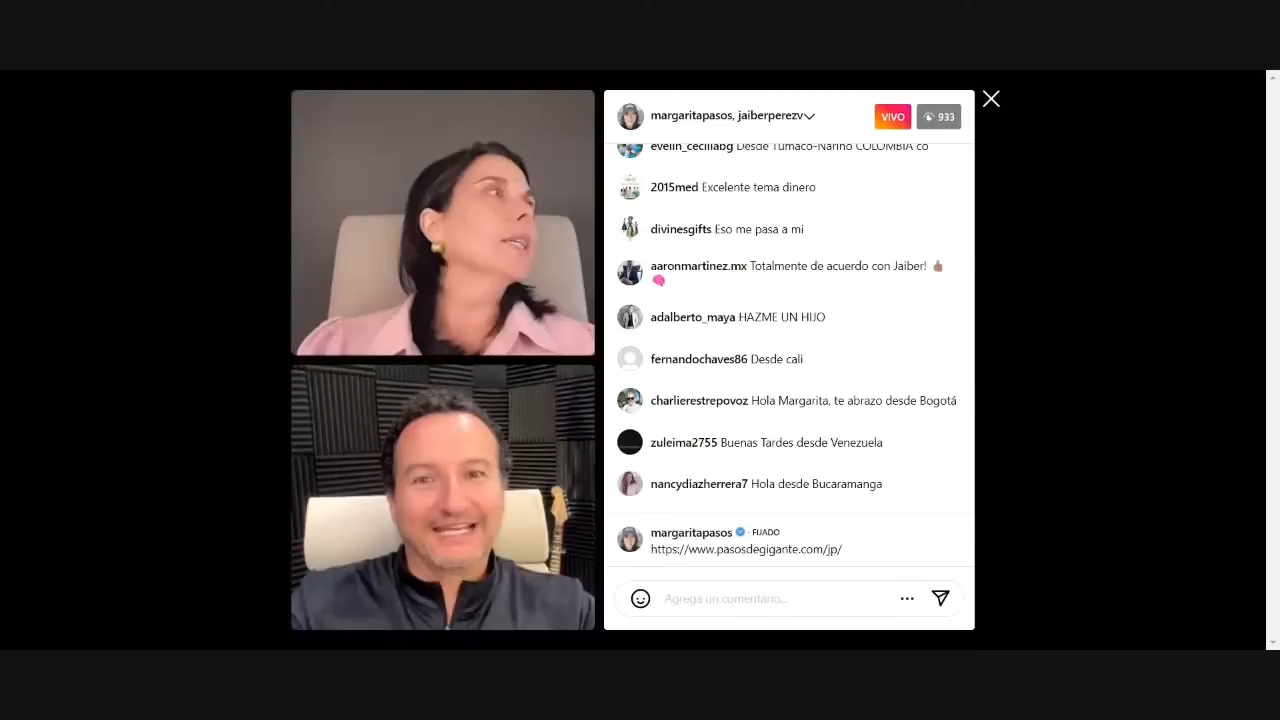 margaritapasos, jaiberperezv
VIVO
933
evelin_ceciliabg Desde Tumaco-Nariño COLOMBIA co
2015med Excelente tema dinero
divinesgifts Eso me pasa a mi
aaronmartinez.mx Totalmente de acuerdo con Jaiber! 👍🏽
🧠
adalberto_maya HAZME UN HIJO
fernandochaves86 Desde cali
charlierestrepovoz Hola Margarita, te abrazo desde Bogotá
zuleima2755 Buenas Tardes desde Venezuela
nancydiazherrera7 Hola desde Bucaramanga
margaritapasos · FIJADO
https://www.pasosdegigante.com/jp/
Agrega un comentario...